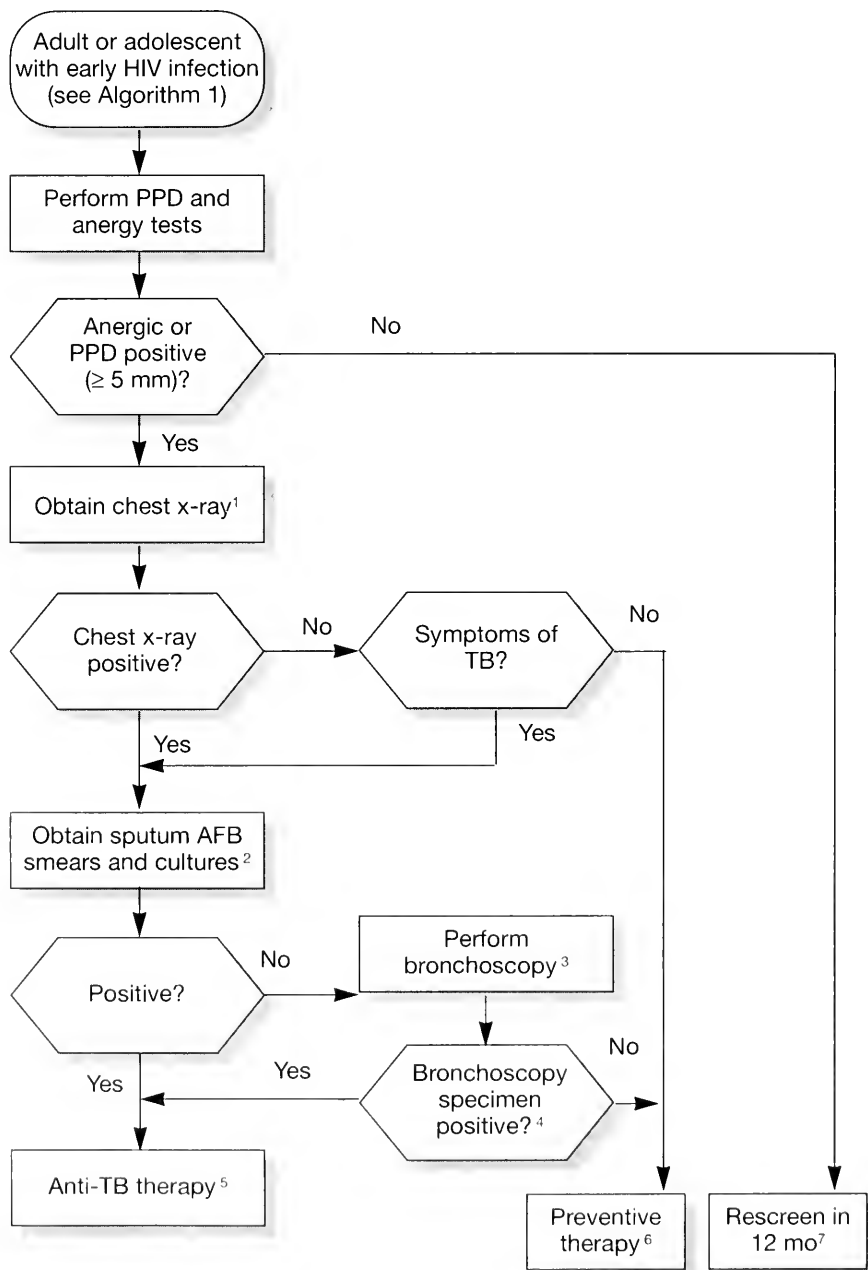 Adult or adolescent
with early HIV infection
(see Algorithm 1)
Perform PPD and
anergy tests
Anergic or
PPD positive
(≥ 5 mm)?
No
Yes
Obtain chest x-ray¹
Chest x-ray
positive?
No
Symptoms of
TB?
No
Yes
Yes
Obtain sputum AFB
smears and cultures ²
Positive?
No
Perform
bronchoscopy ³
Yes
Yes
Bronchoscopy
specimen
positive? ⁴
No
Anti-TB therapy ⁵
Preventive
therapy ⁶
Rescreen in
12 mo⁷